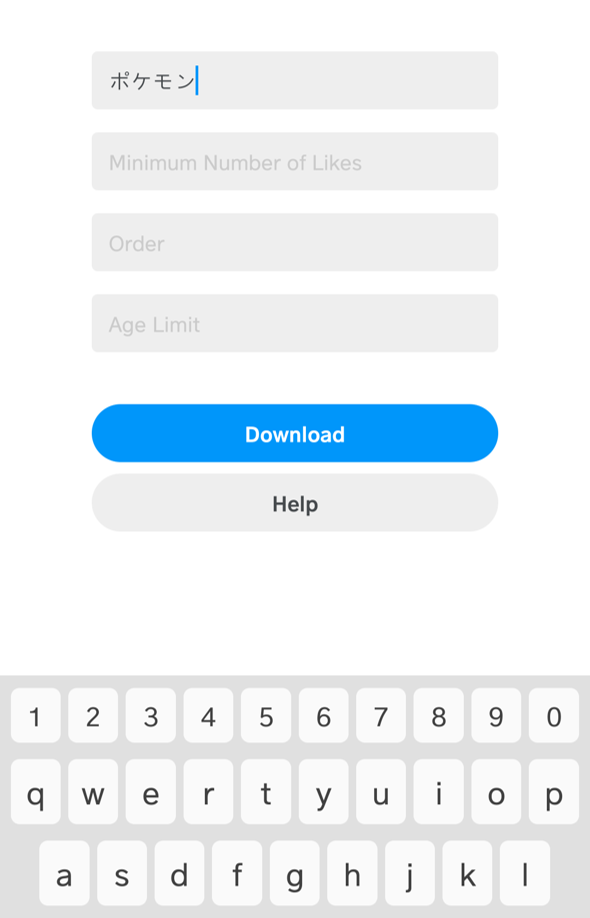 ポケモン
Minimum Number of Likes
Order
Age Limit
Download
Help
1 2 3 4 5 6 7 8 9 0
q w e r t y u i o p
a s d f g h j k l